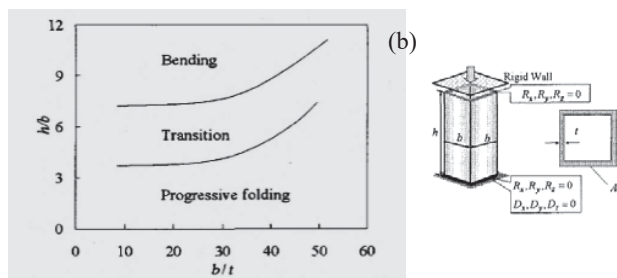 12
9
6
3
0
h/b
Bending
Transition
Progressive folding
0 10 20 30 40 50 60
b/t
(b)
Rigid Wall
Rx, Ry, Rz = 0
h
b b
t
A
Rx, Ry, Rz = 0
Dx, Dy, Dz = 0